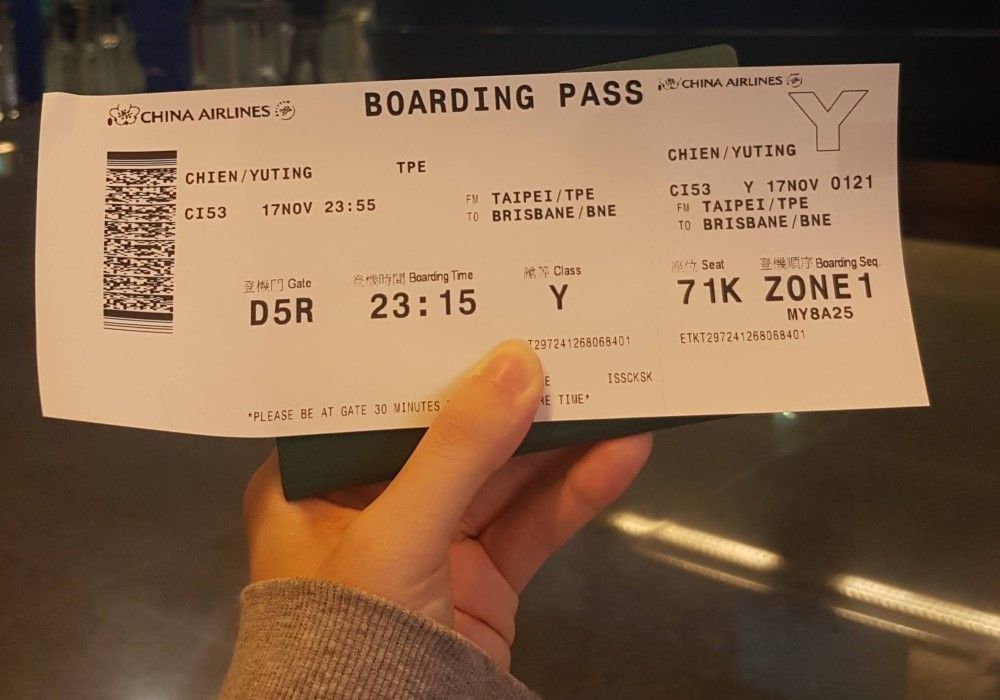 CHINA AIRLINES
BOARDING PASS
CHINA AIRLINES
Y
CHIEN/YUTING TPE
CI53 17NOV 23:55
FM TAIPEI/TPE
TO BRISBANE/BNE
登機門 Gate
D5R
登機時間 Boarding Time
23:15
艙等 Class
Y
T297241268068401
E ISSCKSK
*PLEASE BE AT GATE 30 MINUTES HE TIME*
CHIEN/YUTING
CI53 Y 17NOV 0121
FM TAIPEI/TPE
TO BRISBANE/BNE
座位 Seat
71K
登機順序 Boarding Seq.
ZONE1
MY8A25
ETKT297241268068401